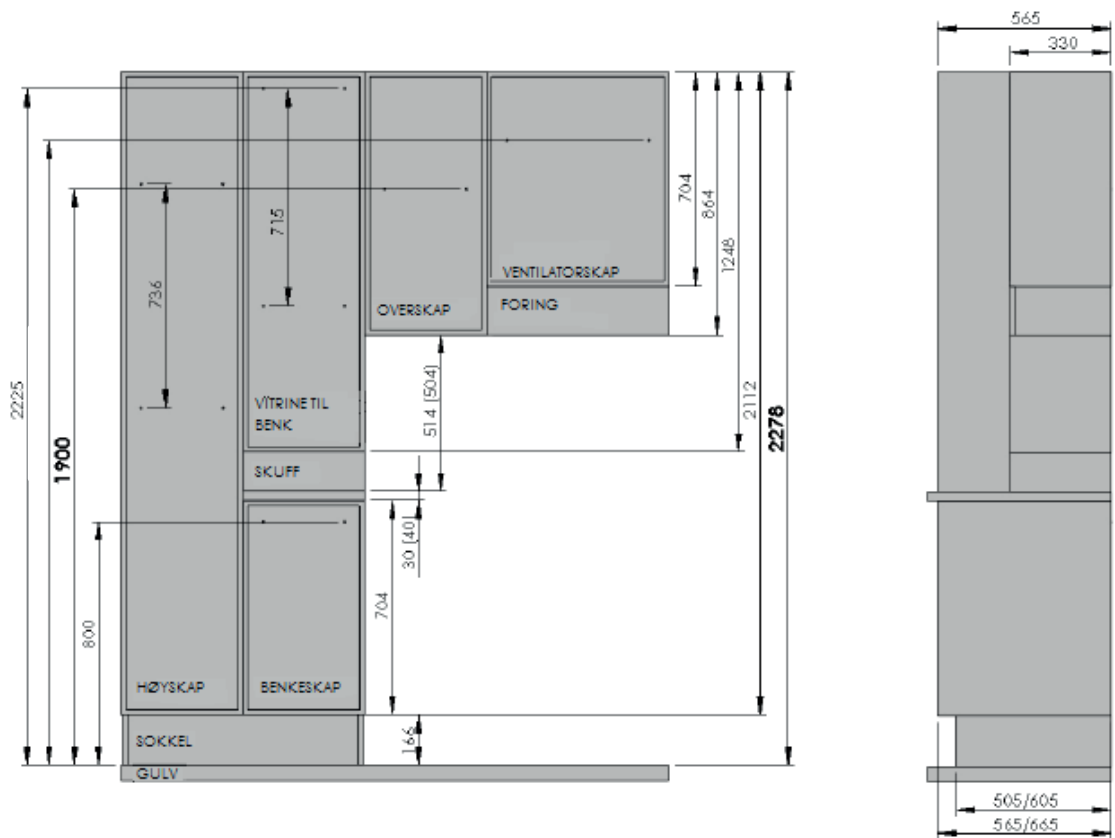 565
330
704
864
1248
715
736
VENTILATORSKAP
FORING
OVERSKAP
2225
1900
514 (504)
2112
2278
VITRINE TIL
BENK
SKUFF
30 (40)
800
704
HØYSKAP
BENKESKAP
166
SOKKEL
GULV
505/605
565/665